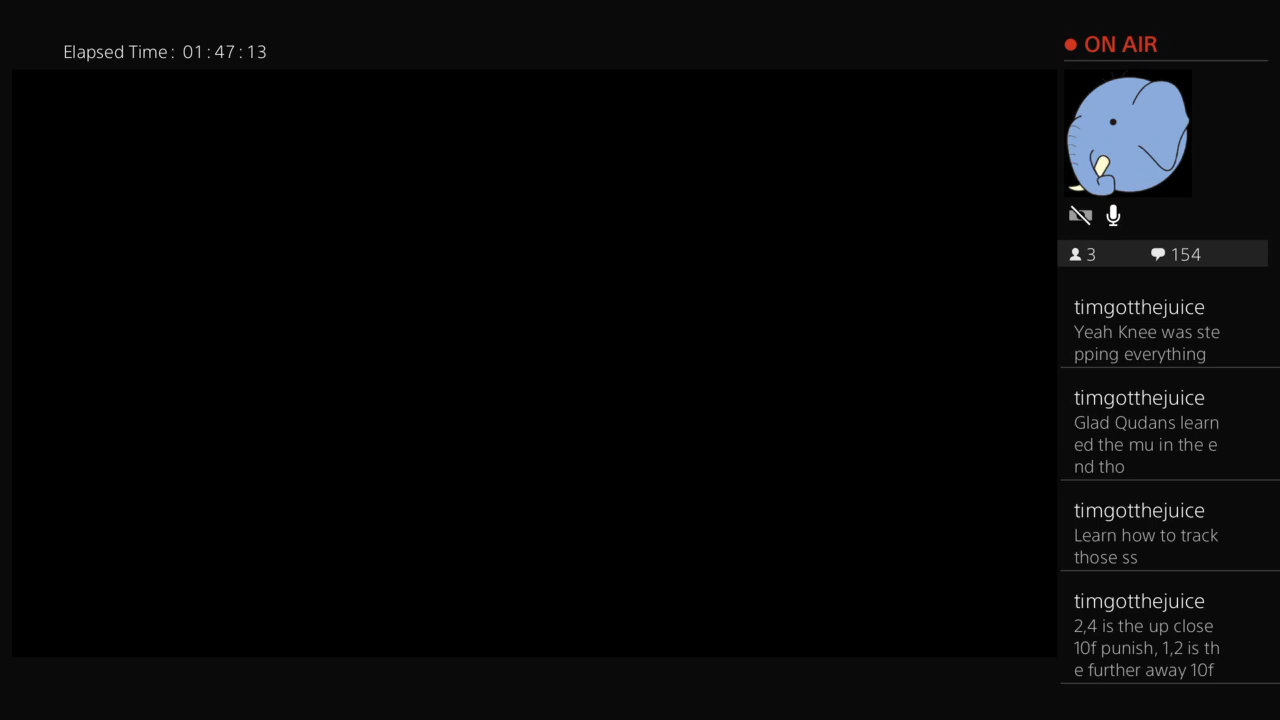 Elapsed Time: 01:47:13
ON AIR
3 154
timgotthejuice
Yeah Knee was ste
pping everything
timgotthejuice
Glad Qudans learn
ed the mu in the e
nd tho
timgotthejuice
Learn how to track
those ss
timgotthejuice
2,4 is the up close
10f punish, 1,2 is th
e further away 10f